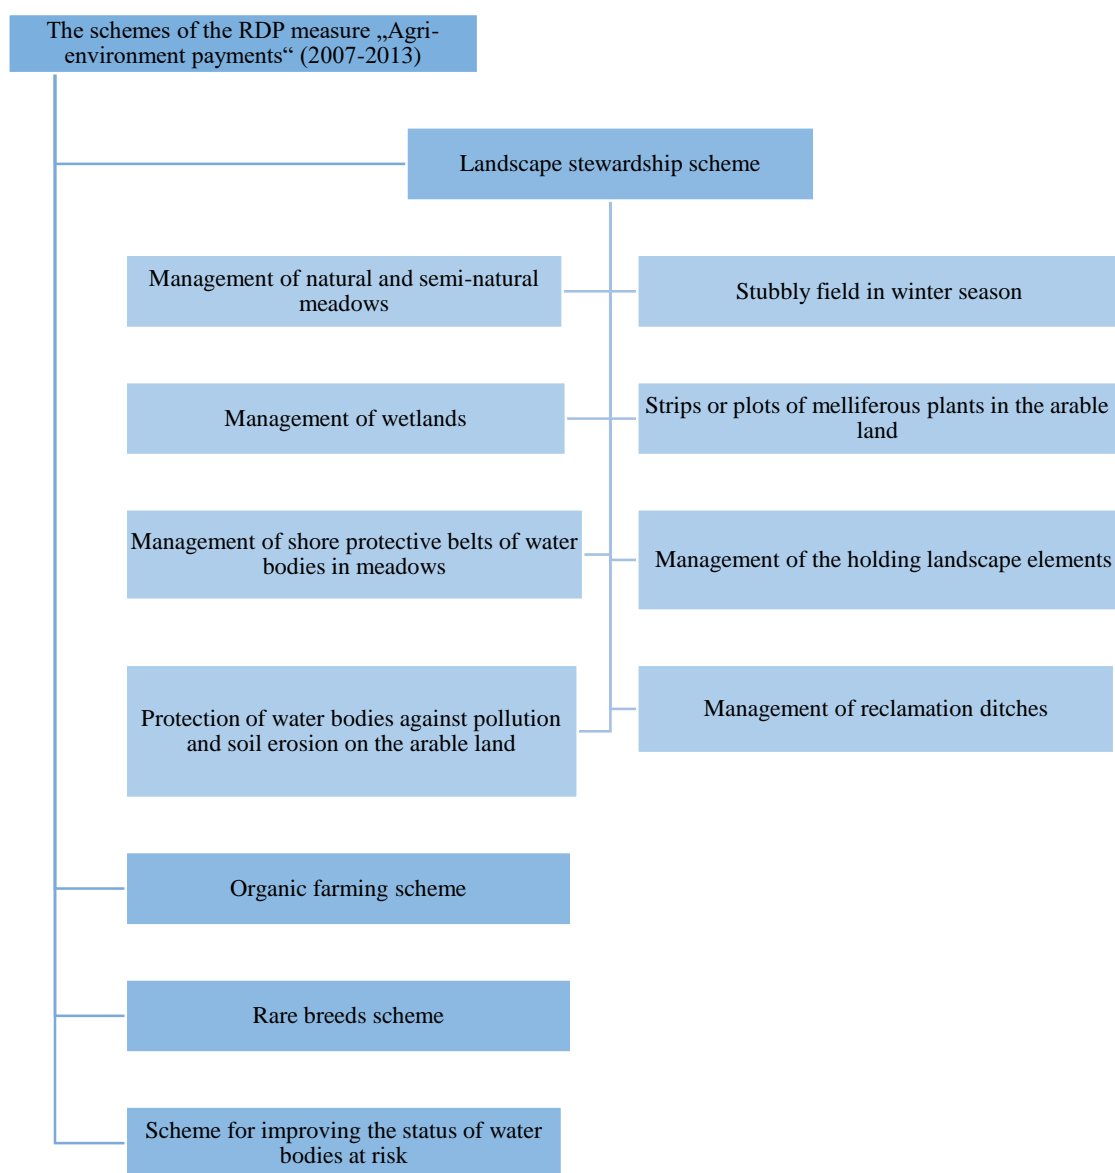 The schemes of the RDP measure „Agri-
environment payments“ (2007-2013)
Landscape stewardship scheme
Management of natural and semi-natural
meadows
Stubbly field in winter season
Management of wetlands
Strips or plots of melliferous plants in the arable
land
Management of shore protective belts of water
bodies in meadows
Management of the holding landscape elements
Protection of water bodies against pollution
and soil erosion on the arable land
Management of reclamation ditches
Organic farming scheme
Rare breeds scheme
Scheme for improving the status of water
bodies at risk